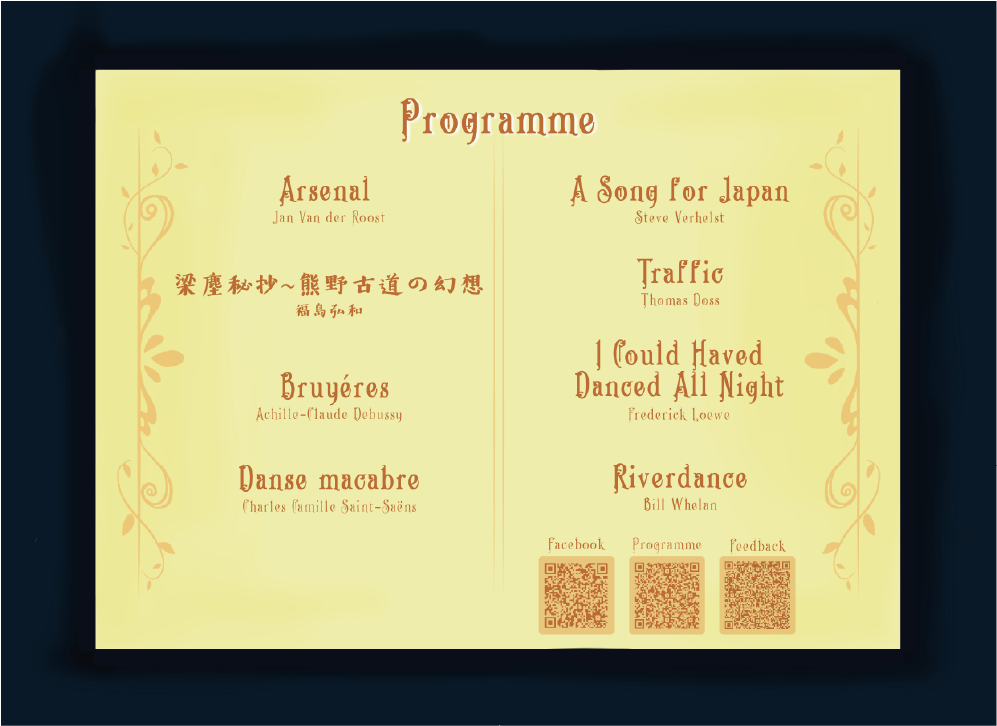 Programme
Arsenal
Jan Van der Roost
梁塵秘抄~熊野古道の幻想
福島弘和
Bruyéres
Achille-Claude Debussy
Danse macabre
Charles Camille Saint-Saëns
A Song for Japan
Steve Verhelst
Traffic
Thomas Doss
I Could Haved
Danced All Night
Frederick Loewe
Riverdance
Bill Whelan
Facebook
Programme
Feedback